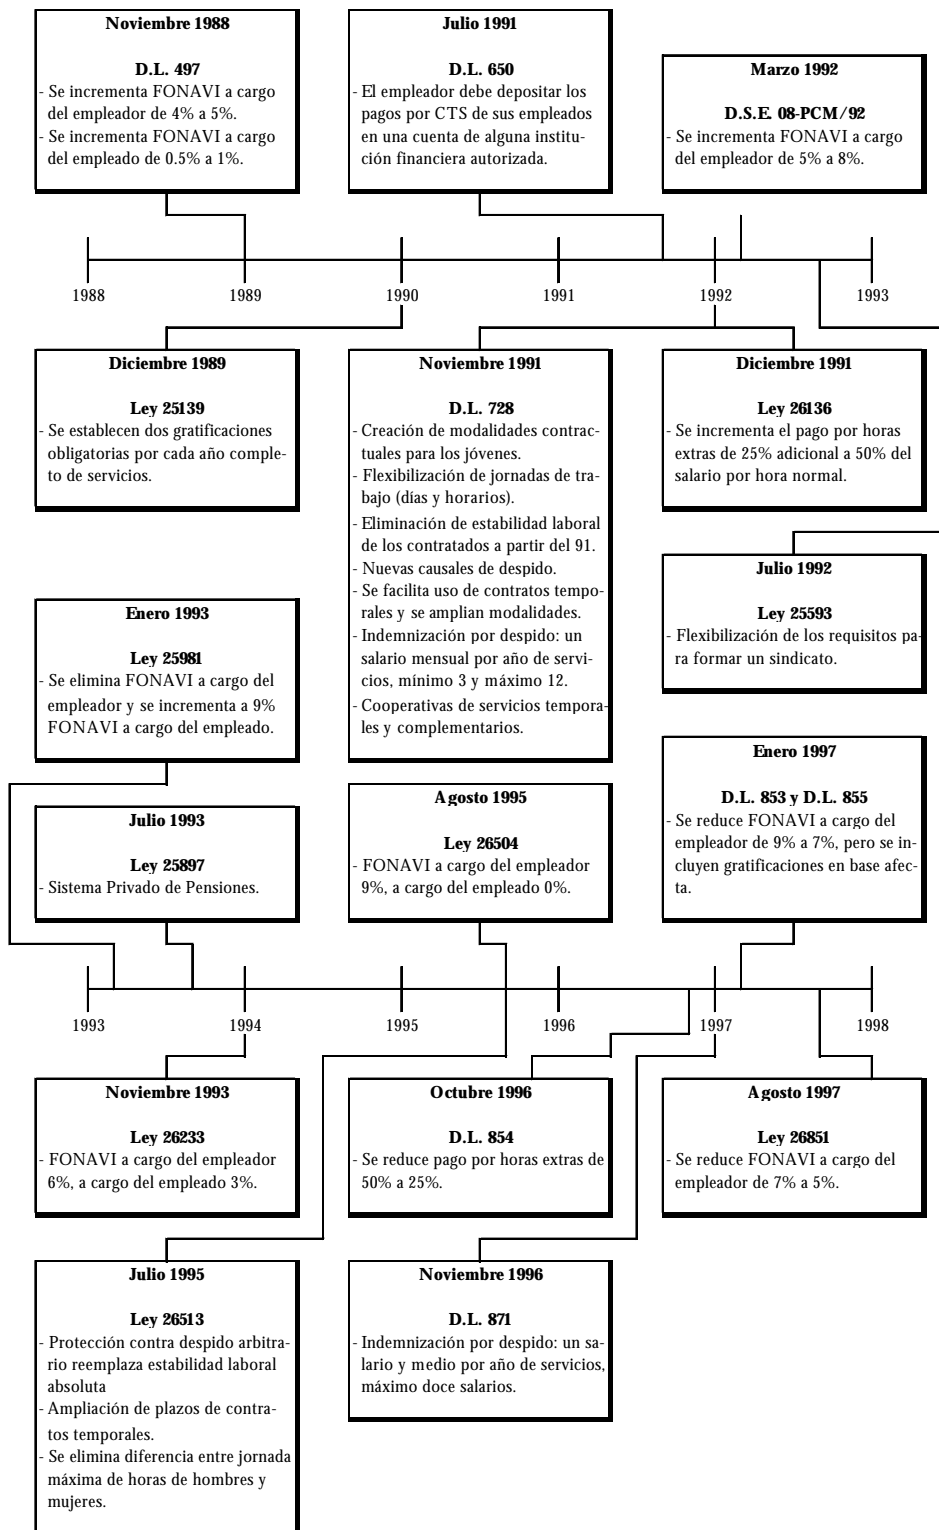 Noviembre 1988
D.L. 497
- Se incrementa FONAVI a cargo
del empleador de 4% a 5%.
- Se incrementa FONAVI a cargo
del empleado de 0.5% a 1%.
Julio 1991
D.L. 650
- El empleador debe depositar los
pagos por CTS de sus empleados
en una cuenta de alguna institu-
ción financiera autorizada.
Marzo 1992
D.S.E. 08-PCM/92
- Se incrementa FONAVI a cargo
del empleador de 5% a 8%.
1988
1989
1990
1991
1992
1993
Diciembre 1989
Ley 25139
- Se establecen dos gratificaciones
obligatorias por cada año comple-
to de servicios.
Noviembre 1991
D.L. 728
- Creación de modalidades contrac-
tuales para los jóvenes.
- Flexibilización de jornadas de tra-
bajo (días y horarios).
- Eliminación de estabilidad laboral
de los contratados a partir del 91.
- Nuevas causales de despido.
- Se facilita uso de contratos tempo-
rales y se amplian modalidades.
- Indemnización por despido: un
salario mensual por año de servi-
cios, mínimo 3 y máximo 12.
- Cooperativas de servicios tempora-
les y complementarios.
Diciembre 1991
Ley 26136
- Se incrementa el pago por horas
extras de 25% adicional a 50% del
salario por hora normal.
Julio 1992
Ley 25593
- Flexibilización de los requisitos pa-
ra formar un sindicato.
Enero 1993
Ley 25981
- Se elimina FONAVI a cargo del
empleador y se incrementa a 9%
FONAVI a cargo del empleado.
Julio 1993
Ley 25897
- Sistema Privado de Pensiones.
Agosto 1995
Ley 26504
- FONAVI a cargo del empleador
9%, a cargo del empleado 0%.
Enero 1997
D.L. 853 y D.L. 855
- Se reduce FONAVI a cargo del
empleador de 9% a 7%, pero se in-
cluyen gratificaciones en base afec-
ta.
1993
1994
1995
1996
1997
1998
Noviembre 1993
Ley 26233
- FONAVI a cargo del empleador
6%, a cargo del empleado 3%.
Octubre 1996
D.L. 854
- Se reduce pago por horas extras de
50% a 25%.
Agosto 1997
Ley 26851
- Se reduce FONAVI a cargo del
empleador de 7% a 5%.
Julio 1995
Ley 26513
- Protección contra despido arbitra-
rio reemplaza estabilidad laboral
absoluta
- Ampliación de plazos de contra-
tos temporales.
- Se elimina diferencia entre jornada
máxima de horas de hombres y
mujeres.
Noviembre 1996
D.L. 871
- Indemnización por despido: un sa-
lario y medio por año de servicios,
máximo doce salarios.